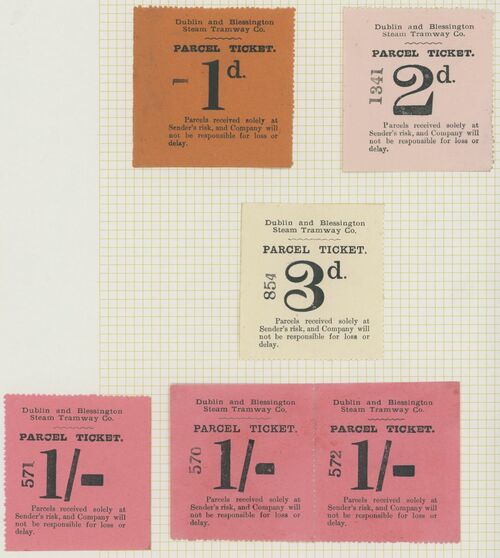 Dublin and Blessington
Steam Tramway Co.
PARCEL TICKET.
1
1d.
Parcels received solely at
Sender's risk, and Company will
not be responsible for loss or
delay.
Dublin and Blessington
Steam Tramway Co.
PARCEL TICKET.
1341
2d.
Parcels received solely at
Sender's risk, and Company will
not be responsible for loss or
delay.
Dublin and Blessington
Steam Tramway Co.
PARCEL TICKET.
854
3d.
Parcels received solely at
Sender's risk, and Company will
not be responsible for loss or
delay.
Dublin and Blessington
Steam Tramway Co.
PARCEL TICKET.
571
1/-
Parcels received solely at
Sender's risk, and Company will
not be responsible for loss or
delay.
Dublin and Blessington
Steam Tramway Co.
PARCEL TICKET.
570
1/-
Parcels received solely at
Sender's risk, and Company will
not be responsible for loss or
delay.
Dublin and Blessington
Steam Tramway Co.
PARCEL TICKET.
572
1/-
Parcels received solely at
Sender's risk, and Company will
not be responsible for loss or
delay.